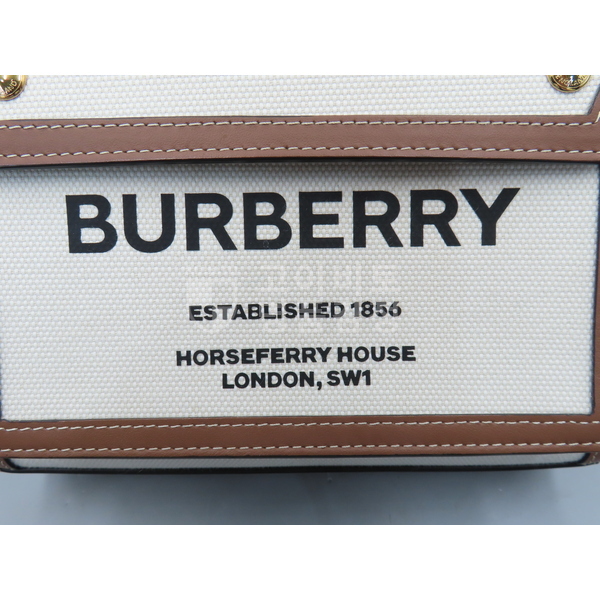 BURBERRY
ESTABLISHED 1856
HORSEFERRY HOUSE
LONDON, SW1